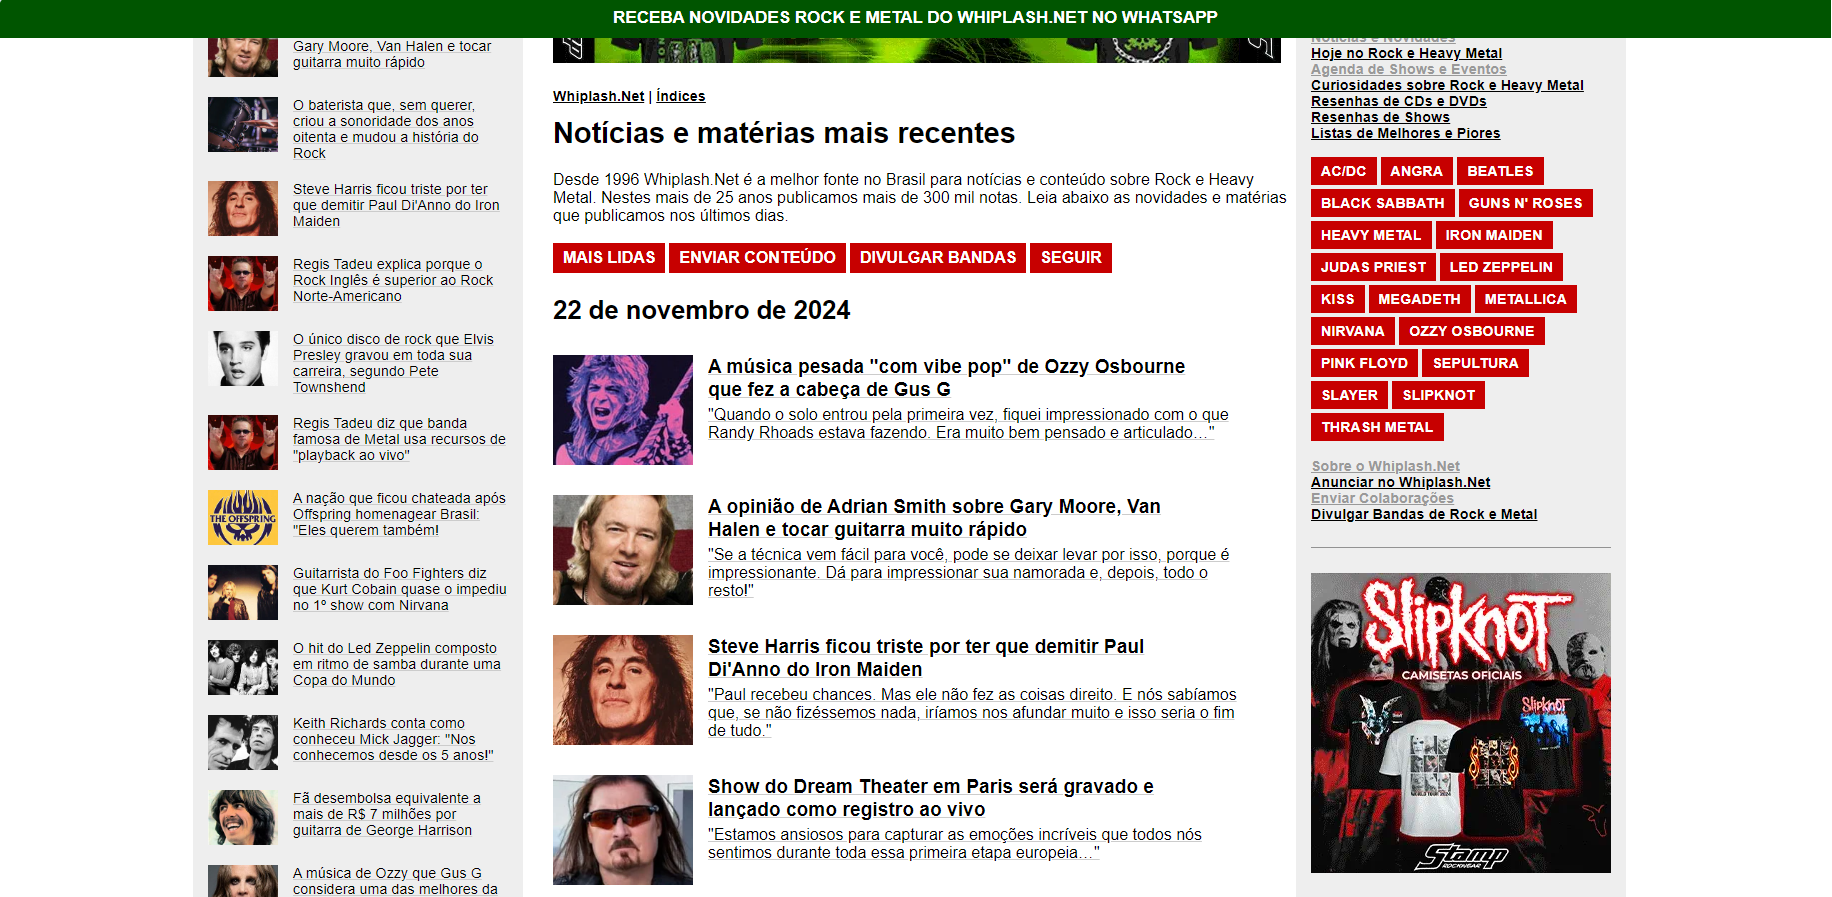 RECEBA NOVIDADES ROCK E METAL DO WHIPLASH.NET NO WHATSAPP
Gary Moore, Van Halen e tocar
guitarra muito rápido
O baterista que, sem querer,
criou a sonoridade dos anos
oitenta e mudou a história do
Rock
Steve Harris ficou triste por ter
que demitir Paul Di'Anno do Iron
Maiden
Regis Tadeu explica porque o
Rock Inglês é superior ao Rock
Norte-Americano
O único disco de rock que Elvis
Presley gravou em toda sua
carreira, segundo Pete
Townshend
Regis Tadeu diz que banda
famosa de Metal usa recursos de
"playback ao vivo"
THE OFFSPRING
A nação que ficou chateada após
Offspring homenagear Brasil:
"Eles querem também!
Guitarrista do Foo Fighters diz
que Kurt Cobain quase o impediu
no 1º show com Nirvana
O hit do Led Zeppelin composto
em ritmo de samba durante uma
Copa do Mundo
Keith Richards conta como
conheceu Mick Jagger: "Nos
conhecemos desde os 5 anos!"
Fã desembolsa equivalente a
mais de R$ 7 milhões por
guitarra de George Harrison
A música de Ozzy que Gus G
considera uma das melhores da
Whiplash.Net | Índices
Notícias e matérias mais recentes
Desde 1996 Whiplash.Net é a melhor fonte no Brasil para notícias e conteúdo sobre Rock e Heavy
Metal. Nestes mais de 25 anos publicamos mais de 300 mil notas. Leia abaixo as novidades e matérias
que publicamos nos últimos dias.
MAIS LIDAS ENVIAR CONTEÚDO DIVULGAR BANDAS SEGUIR
22 de novembro de 2024
A música pesada "com vibe pop" de Ozzy Osbourne
que fez a cabeça de Gus G
"Quando o solo entrou pela primeira vez, fiquei impressionado com o que
Randy Rhoads estava fazendo. Era muito bem pensado e articulado…"
A opinião de Adrian Smith sobre Gary Moore, Van
Halen e tocar guitarra muito rápido
"Se a técnica vem fácil para você, pode se deixar levar por isso, porque é
impressionante. Dá para impressionar sua namorada e, depois, todo o
resto!"
Steve Harris ficou triste por ter que demitir Paul
Di'Anno do Iron Maiden
"Paul recebeu chances. Mas ele não fez as coisas direito. E nós sabíamos
que, se não fizéssemos nada, iríamos nos afundar muito e isso seria o fim
de tudo."
Show do Dream Theater em Paris será gravado e
lançado como registro ao vivo
"Estamos ansiosos para capturar as emoções incríveis que todos nós
sentimos durante toda essa primeira etapa europeia…"
Notícias e Novidades
Hoje no Rock e Heavy Metal
Agenda de Shows e Eventos
Curiosidades sobre Rock e Heavy Metal
Resenhas de CDs e DVDs
Resenhas de Shows
Listas de Melhores e Piores
AC/DC ANGRA BEATLES
BLACK SABBATH GUNS N' ROSES
HEAVY METAL IRON MAIDEN
JUDAS PRIEST LED ZEPPELIN
KISS MEGADETH METALLICA
NIRVANA OZZY OSBOURNE
PINK FLOYD SEPULTURA
SLAYER SLIPKNOT
THRASH METAL
Sobre o Whiplash.Net
Anunciar no Whiplash.Net
Enviar Colaborações
Divulgar Bandas de Rock e Metal
SLIPKNOT
CAMISETAS OFICIAIS
SLIPKNOT
Stamp
ROCKWEAR